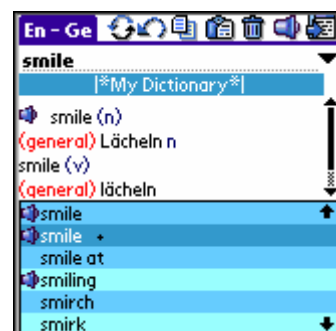 En - Ge
smile
|*My Dictionary*|
smile (n)
(general) Lächeln n
smile (v)
(general) lächeln
smile
smile +
smile at
smiling
smirch
smirk